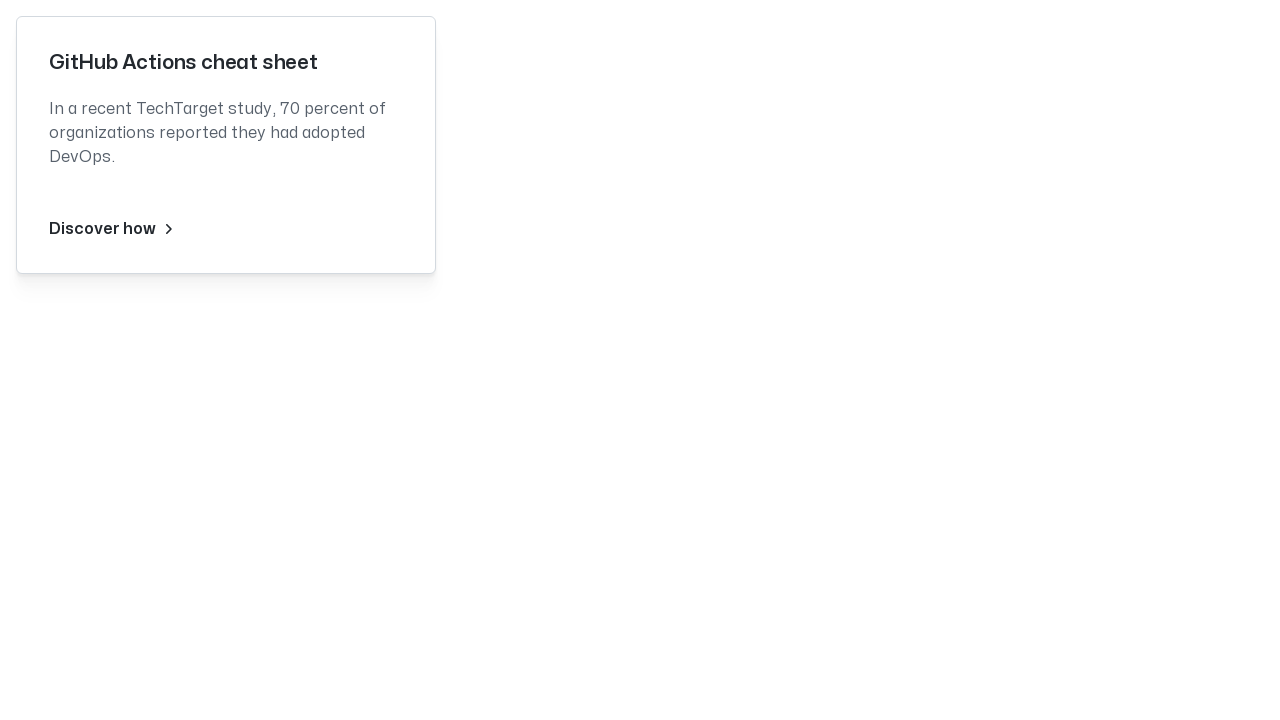 GitHub Actions cheat sheet
In a recent TechTarget study, 70 percent of
organizations reported they had adopted
DevOps.
Discover how